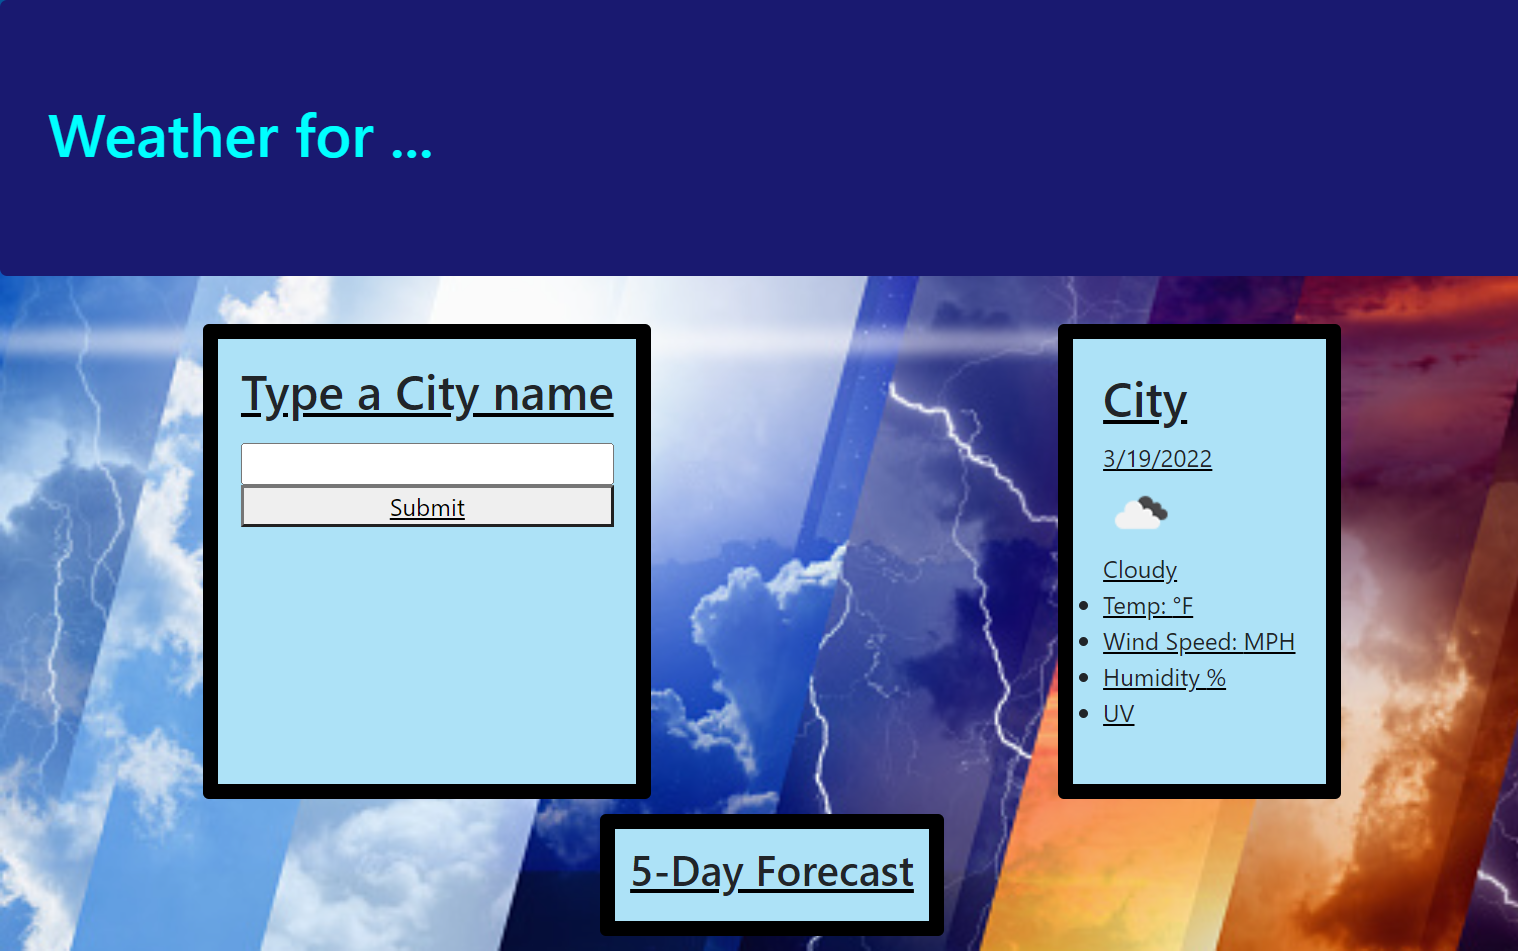 Weather for ...
Type a City name
Submit
City
3/19/2022
Cloudy
Temp: °F
Wind Speed: MPH
Humidity %
UV
5-Day Forecast